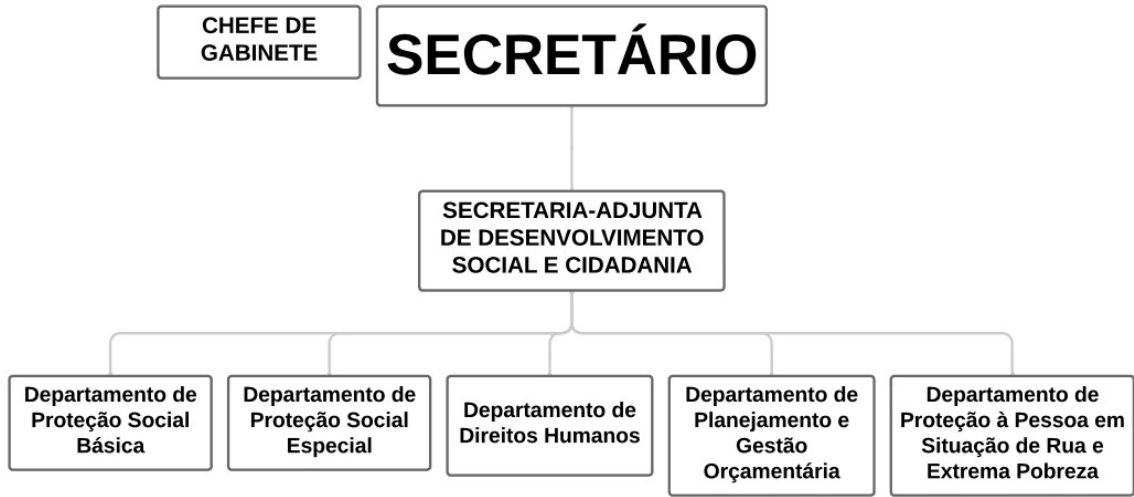 CHEFE DE
GABINETE
SECRETÁRIO
SECRETARIA-ADJUNTA
DE DESENVOLVIMENTO
SOCIAL E CIDADANIA
Departamento de
Proteção Social
Básica
Departamento de
Proteção Social
Especial
Departamento de
Direitos Humanos
Departamento de
Planejamento e
Gestão
Orçamentária
Departamento de
Proteção à Pessoa em
Situação de Rua e
Extrema Pobreza